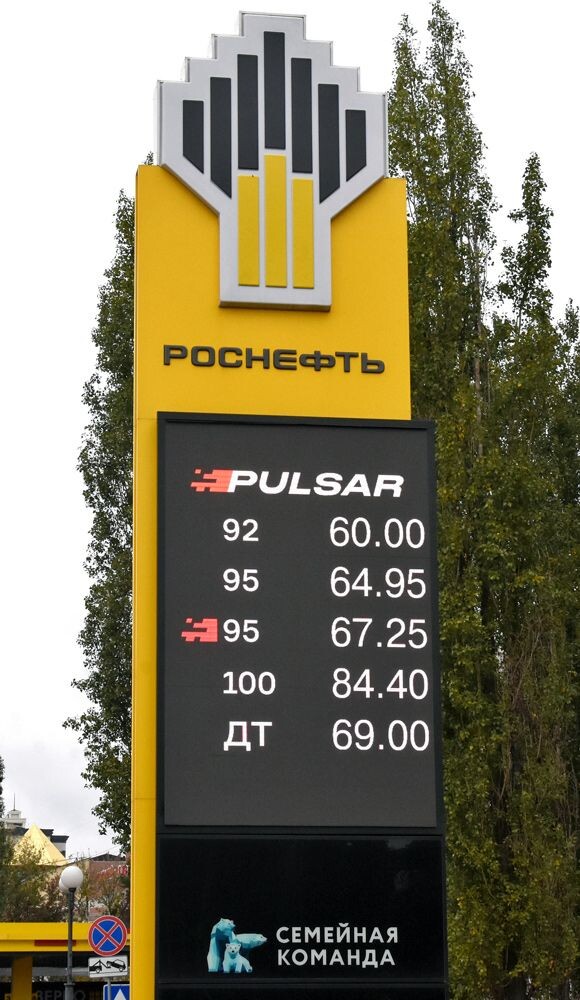 РОСНЕФТЬ
PULSAR
92 60.00
95 64.95
95 67.25
100 84.40
ДТ 69.00
СЕМЕЙНАЯ
КОМАНДА